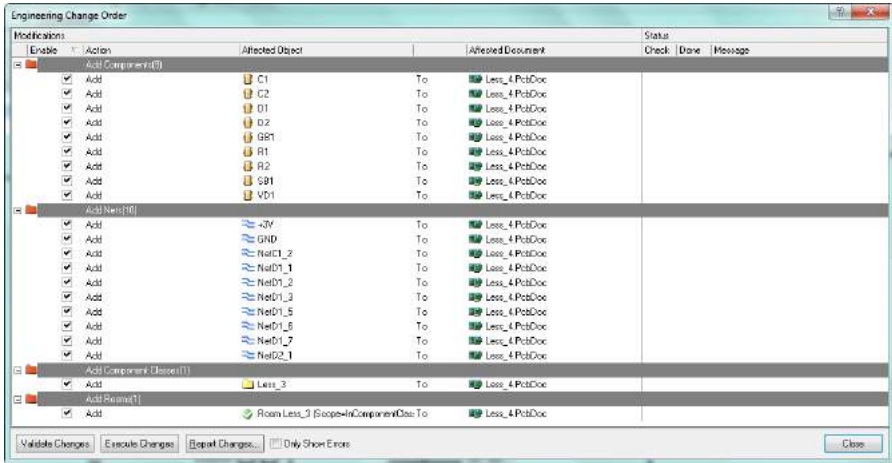 Engineering Change Order
Modifications Status
Enable Action Affected Object Affected Document Check Done Message
Add Components(9)
Add C1 To Less_4.PcbDoc
Add C2 To Less_4.PcbDoc
Add D1 To Less_4.PcbDoc
Add D2 To Less_4.PcbDoc
Add GB1 To Less_4.PcbDoc
Add R1 To Less_4.PcbDoc
Add R2 To Less_4.PcbDoc
Add SB1 To Less_4.PcbDoc
Add VD1 To Less_4.PcbDoc
Add Nets(10)
Add +3V To Less_4.PcbDoc
Add GND To Less_4.PcbDoc
Add NetC1_2 To Less_4.PcbDoc
Add NetD1_1 To Less_4.PcbDoc
Add NetD1_2 To Less_4.PcbDoc
Add NetD1_3 To Less_4.PcbDoc
Add NetD1_5 To Less_4.PcbDoc
Add NetD1_6 To Less_4.PcbDoc
Add NetD1_7 To Less_4.PcbDoc
Add NetD2_1 To Less_4.PcbDoc
Add Component Classes(1)
Add Less_3 To Less_4.PcbDoc
Add Rooms(1)
Add Room Less_3 (Scope=InComponentClas: To Less_4.PcbDoc
Validate Changes Execute Changes Report Changes... Only Show Errors Close